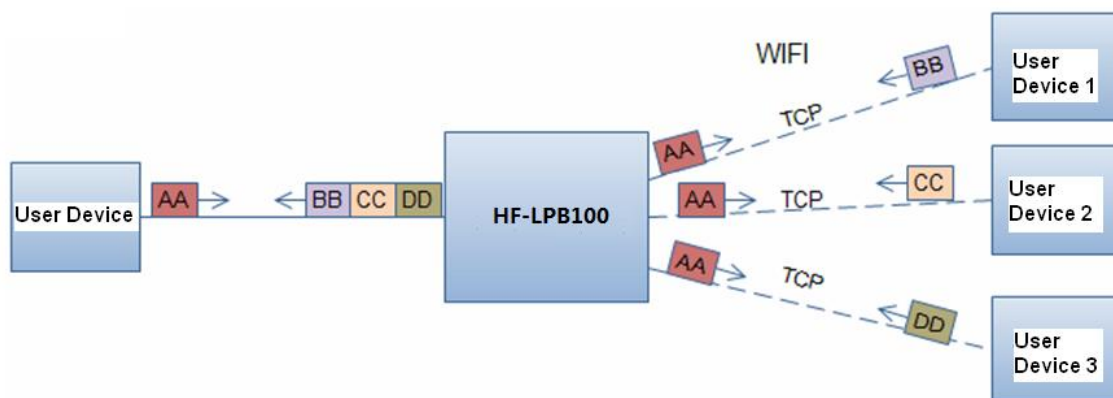 WIFI
User
Device 1
BB
TCP
AA
User Device
AA
BB CC DD
HF-LPB100
AA
TCP
CC
User
Device 2
AA
TCP
DD
User
Device 3